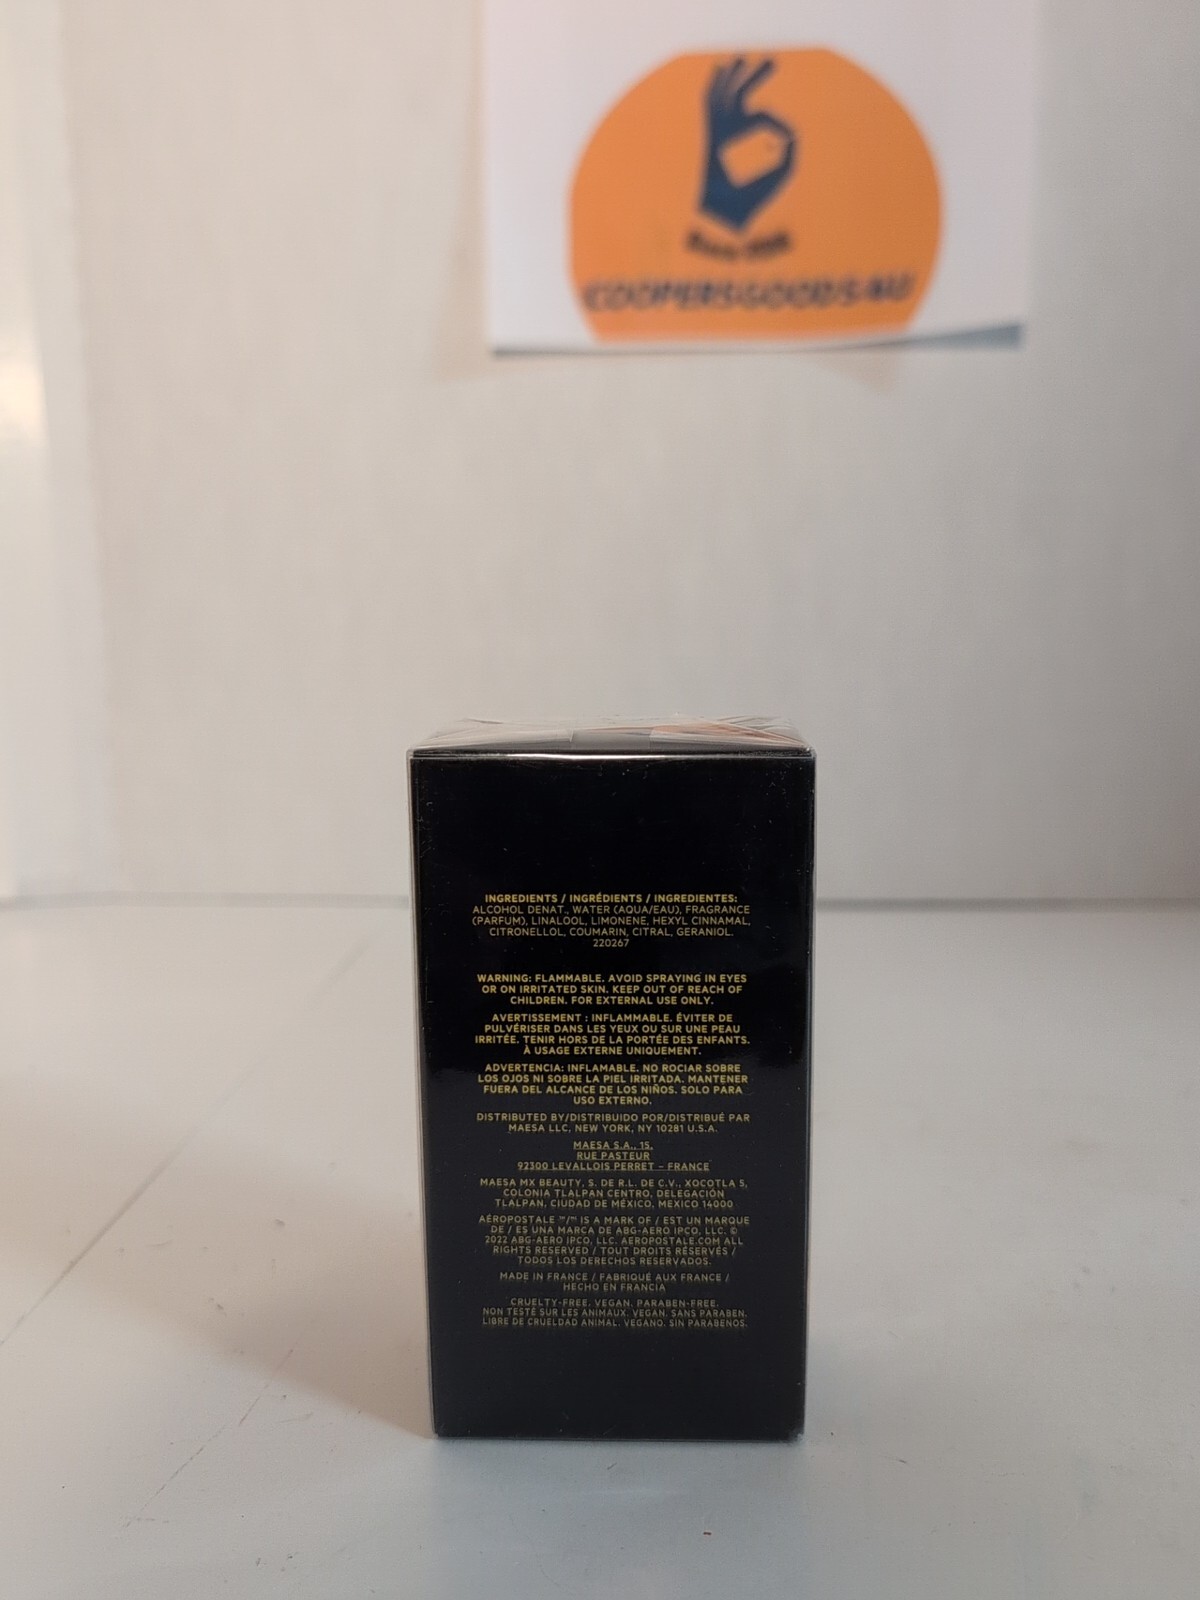 COOPERSGOODS4U
INGREDIENTS / INGRÉDIENTS / INGREDIENTES:
ALCOHOL DENAT., WATER (AQUA/EAU), FRAGRANCE
(PARFUM), LINALOOL, LIMONENE, HEXYL CINNAMAL,
CITRONELLOL, COUMARIN, CITRAL, GERANIOL.
220267
WARNING: FLAMMABLE. AVOID SPRAYING IN EYES
OR ON IRRITATED SKIN. KEEP OUT OF REACH OF
CHILDREN. FOR EXTERNAL USE ONLY.
AVERTISSEMENT : INFLAMMABLE. ÉVITER DE
PULVÉRISER DANS LES YEUX OU SUR UNE PEAU
IRRITÉE. TENIR HORS DE LA PORTÉE DES ENFANTS.
À USAGE EXTERNE UNIQUEMENT.
ADVERTENCIA: INFLAMABLE. NO ROCIAR SOBRE
LOS OJOS NI SOBRE LA PIEL IRRITADA. MANTENER
FUERA DEL ALCANCE DE LOS NIÑOS. SOLO PARA
USO EXTERNO.
DISTRIBUTED BY/DISTRIBUIDO POR/DISTRIBUÉ PAR
MAESA LLC, NEW YORK, NY 10281 U.S.A.
MAESA S.A., 15,
RUE PASTEUR
92300 LEVALLOIS PERRET – FRANCE
MAESA MX BEAUTY, S. DE R.L. DE C.V., XOCOTLA 5,
COLONIA TLALPAN CENTRO, DELEGACIÓN
TLALPAN, CIUDAD DE MÉXICO, MEXICO 14000
AÉROPOSTALE ™/™ IS A MARK OF / EST UN MARQUE
DE / ES UNA MARCA DE ABG-AERO IPCO, LLC. ©
2022 ABG-AERO IPCO, LLC. AEROPOSTALE.COM ALL
RIGHTS RESERVED / TOUT DROITS RÉSERVÉS /
TODOS LOS DERECHOS RESERVADOS.
MADE IN FRANCE / FABRIQUÉ AUX FRANCE /
HECHO EN FRANCIA
CRUELTY-FREE. VEGAN. PARABEN-FREE.
NON TESTÉ SUR LES ANIMAUX. VEGAN. SANS PARABEN.
LIBRE DE CRUELDAD ANIMAL. VEGANO. SIN PARABENOS.